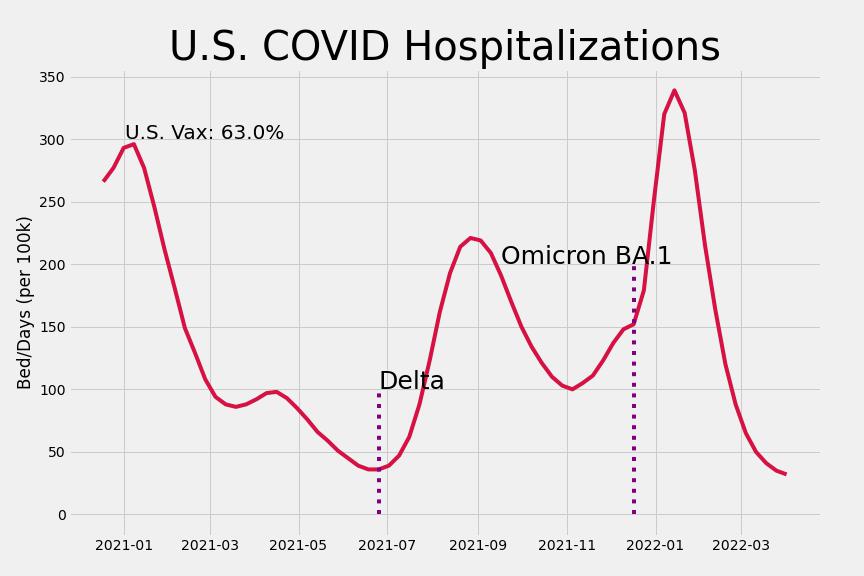 U.S. COVID Hospitalizations
350
300
250
200
150
100
50
0
Bed/Days (per 100k)
U.S. Vax: 63.0%
Omicron BA.1
Delta
2021-01 2021-03 2021-05 2021-07 2021-09 2021-11 2022-01 2022-03